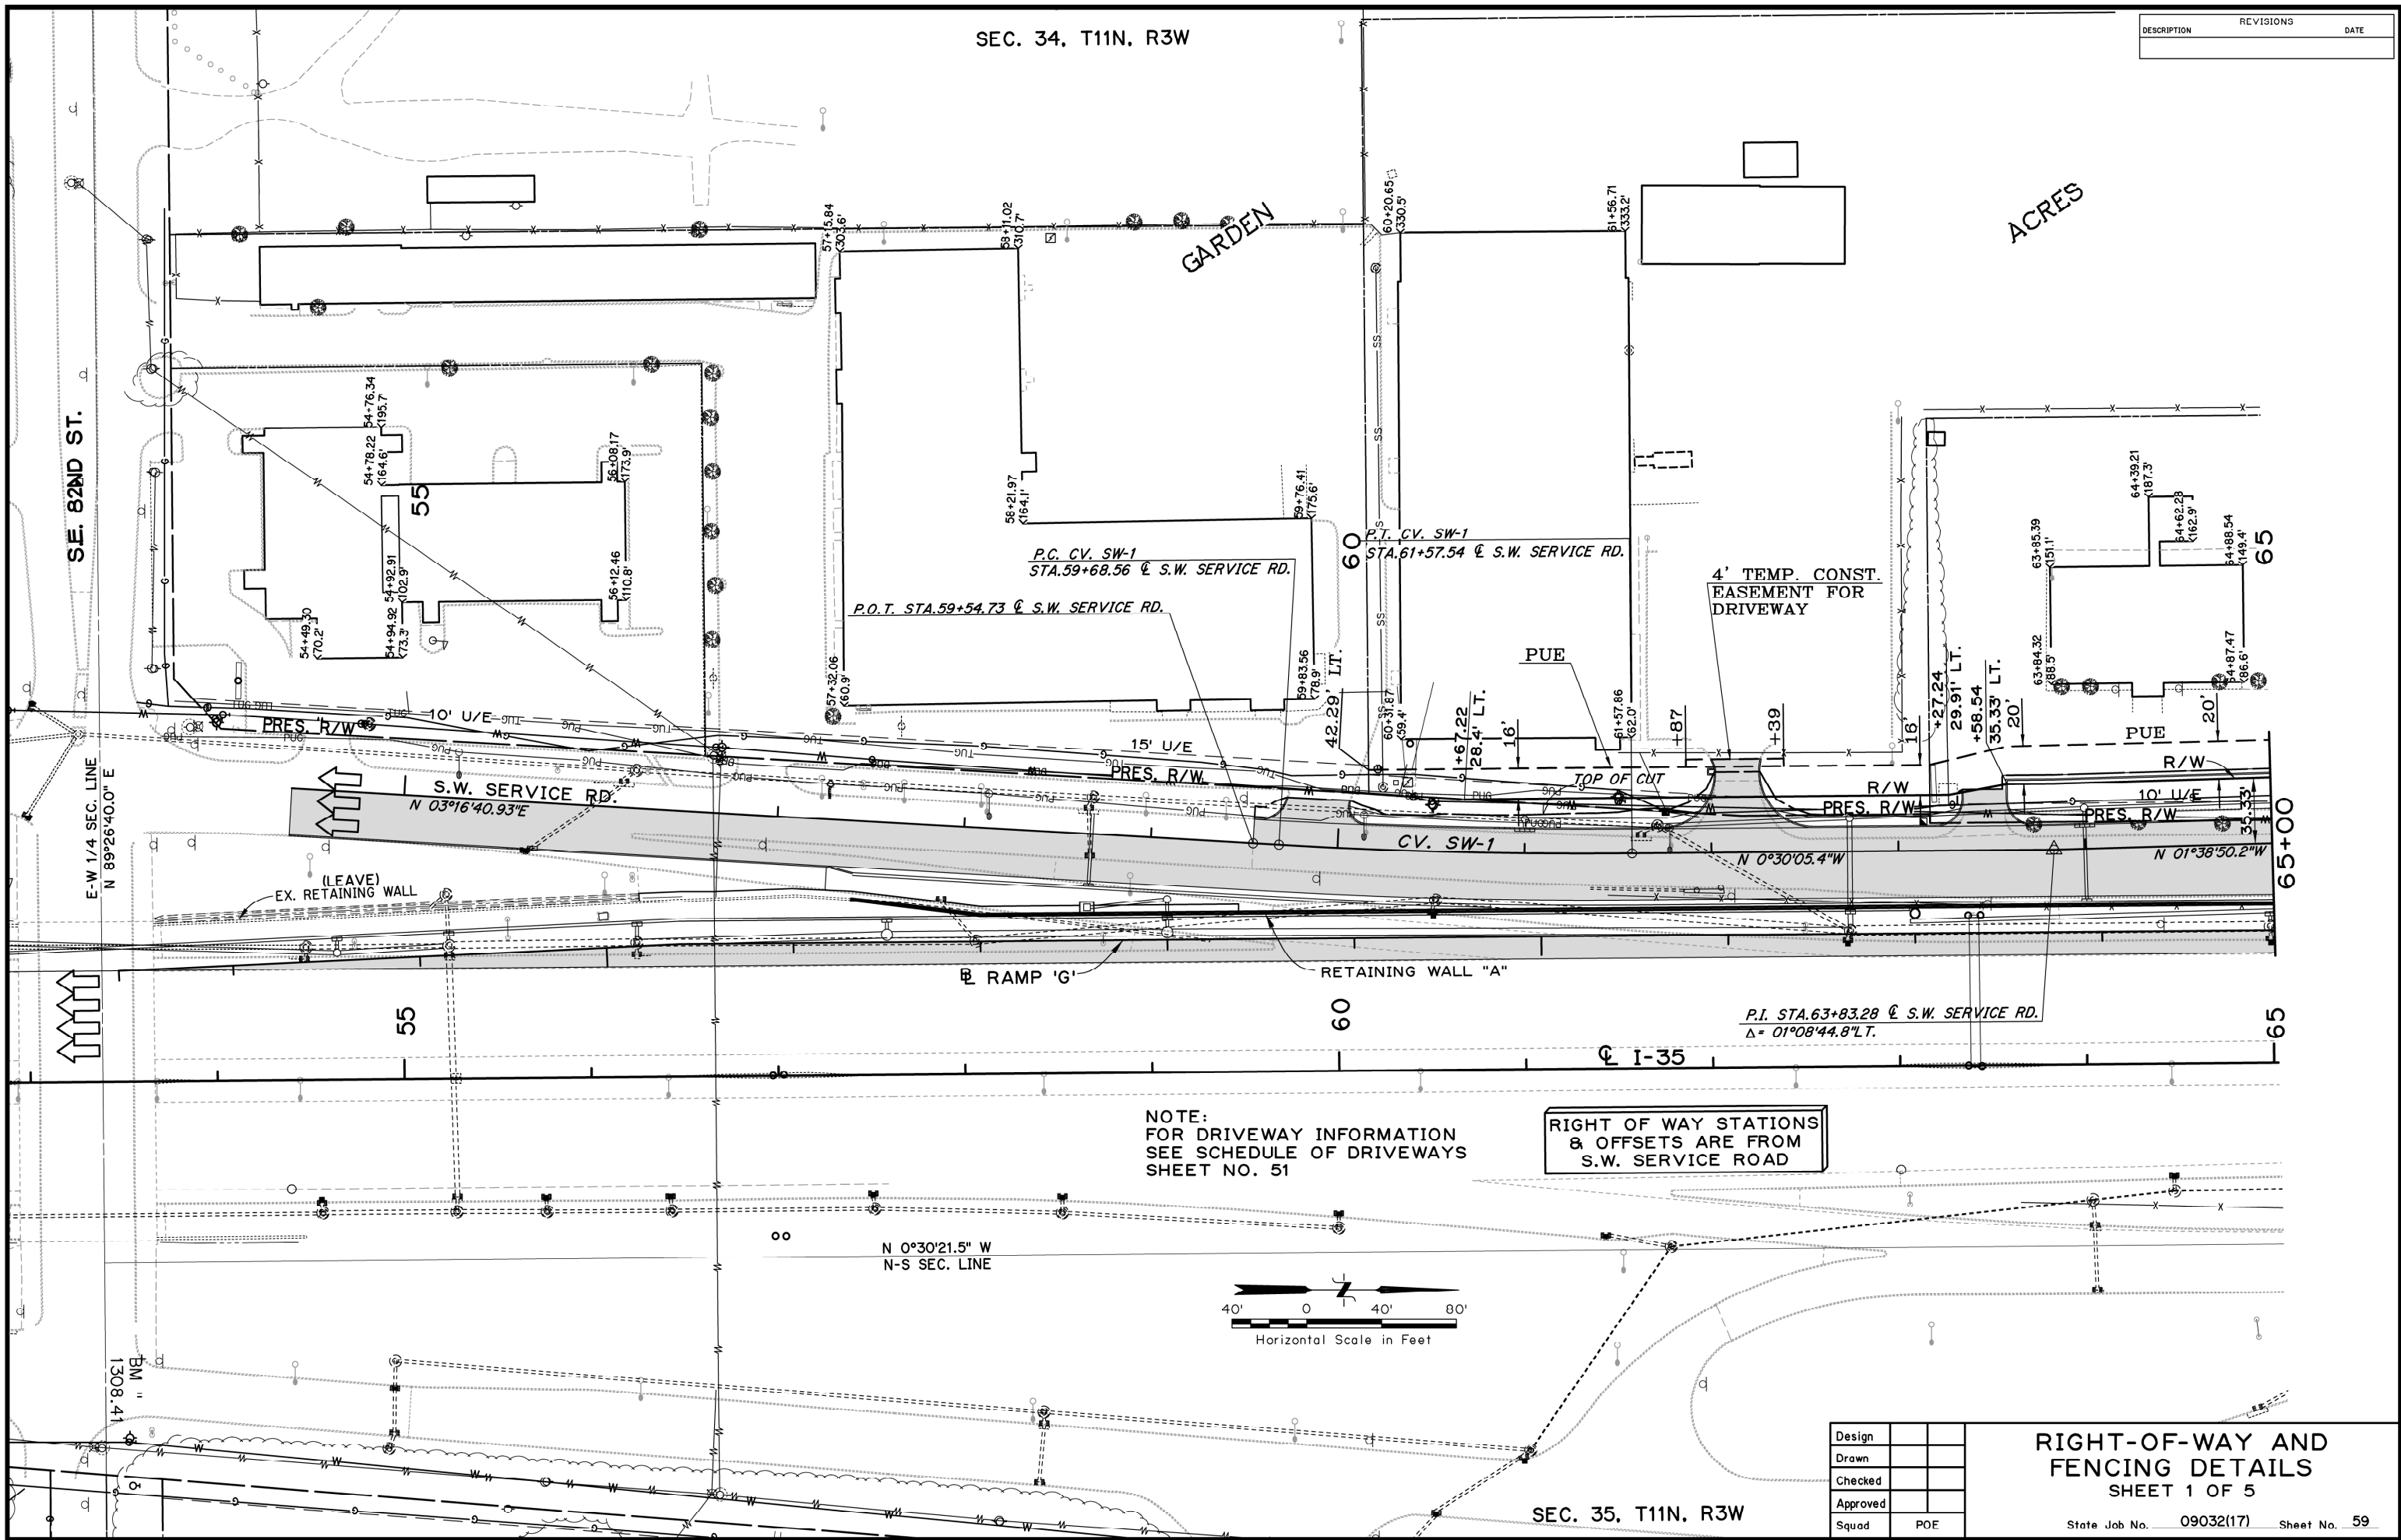 SEC. 34, T11N, R3W
REVISIONS
DESCRIPTION DATE
GARDEN
ACRES
S.E. 82ND ST.
57+15.84
303.6'
58+11.02
310.7'
60+20.65
330.5'
61+56.71
333.2'
54+76.34
195.7'
54+78.22
164.6'
55
56+08.17
173.9'
54+92.91
102.9'
56+12.46
110.8'
54+49.30
70.2'
54+94.92
73.3'
58+21.97
164.1'
59+76.41
175.6'
57+32.06
60.9'
59+83.56
78.9'
P.C. CV. SW-1
STA.59+68.56 ℄ S.W. SERVICE RD.
P.O.T. STA.59+54.73 ℄ S.W. SERVICE RD.
60
P.T. CV. SW-1
STA.61+57.54 ℄ S.W. SERVICE RD.
4' TEMP. CONST.
EASEMENT FOR
DRIVEWAY
PUE
42.29' LT.
60+31.87
59.4'
+67.22
28.4' LT.
16'
61+57.86
62.0'
+87
+39
16'
+27.24
29.91' LT.
+58.54
35.33' LT.
20'
63+85.39
151.1'
63+84.32
88.5'
64+39.21
187.3'
64+62.23
162.9'
64+88.54
149.4'
64+87.47
86.6'
65
20'
PUE
R/W
R/W
10' U/E
PRES. R/W
PRES. R/W
35.33'
65+00
PRES. R/W
10' U/E
15' U/E
PRES. R/W
TOP OF CUT
S.W. SERVICE RD.
N 03°16'40.93"E
CV. SW-1
N 0°30'05.4"W
N 01°38'50.2"W
E-W 1/4 SEC. LINE
N 89°26'40.0" E
(LEAVE)
EX. RETAINING WALL
℄ RAMP 'G'
RETAINING WALL "A"
P.I. STA.63+83.28 ℄ S.W. SERVICE RD.
Δ= 01°08'44.8"LT.
55
60
65
℄ I-35
NOTE:
FOR DRIVEWAY INFORMATION
SEE SCHEDULE OF DRIVEWAYS
SHEET NO. 51
RIGHT OF WAY STATIONS
& OFFSETS ARE FROM
S.W. SERVICE ROAD
N 0°30'21.5" W
N-S SEC. LINE
40' 0 40' 80'
Horizontal Scale in Feet
BM =
1308.41
SEC. 35, T11N, R3W
Design
Drawn
Checked
Approved
Squad POE
RIGHT-OF-WAY AND
FENCING DETAILS
SHEET 1 OF 5
State Job No. 09032(17) Sheet No. 59